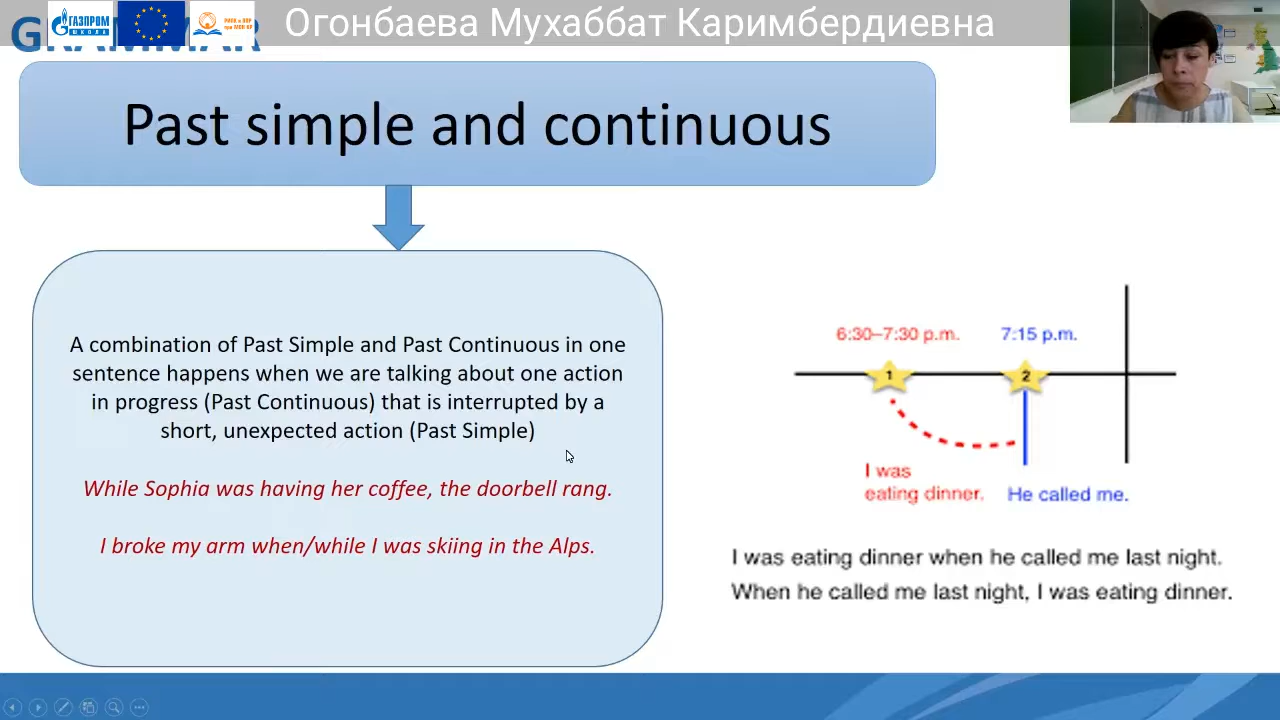 GRAMMAR
ГАЗПРОМ
ШКОЛА
Огонбаева Мухаббат Каримбердиевна
Past simple and continuous
A combination of Past Simple and Past Continuous in one
sentence happens when we are talking about one action
in progress (Past Continuous) that is interrupted by a
short, unexpected action (Past Simple)
While Sophia was having her coffee, the doorbell rang.
I broke my arm when/while I was skiing in the Alps.
6:30–7:30 p.m.
7:15 p.m.
1
2
I was
eating dinner.
He called me.
I was eating dinner when he called me last night.
When he called me last night, I was eating dinner.